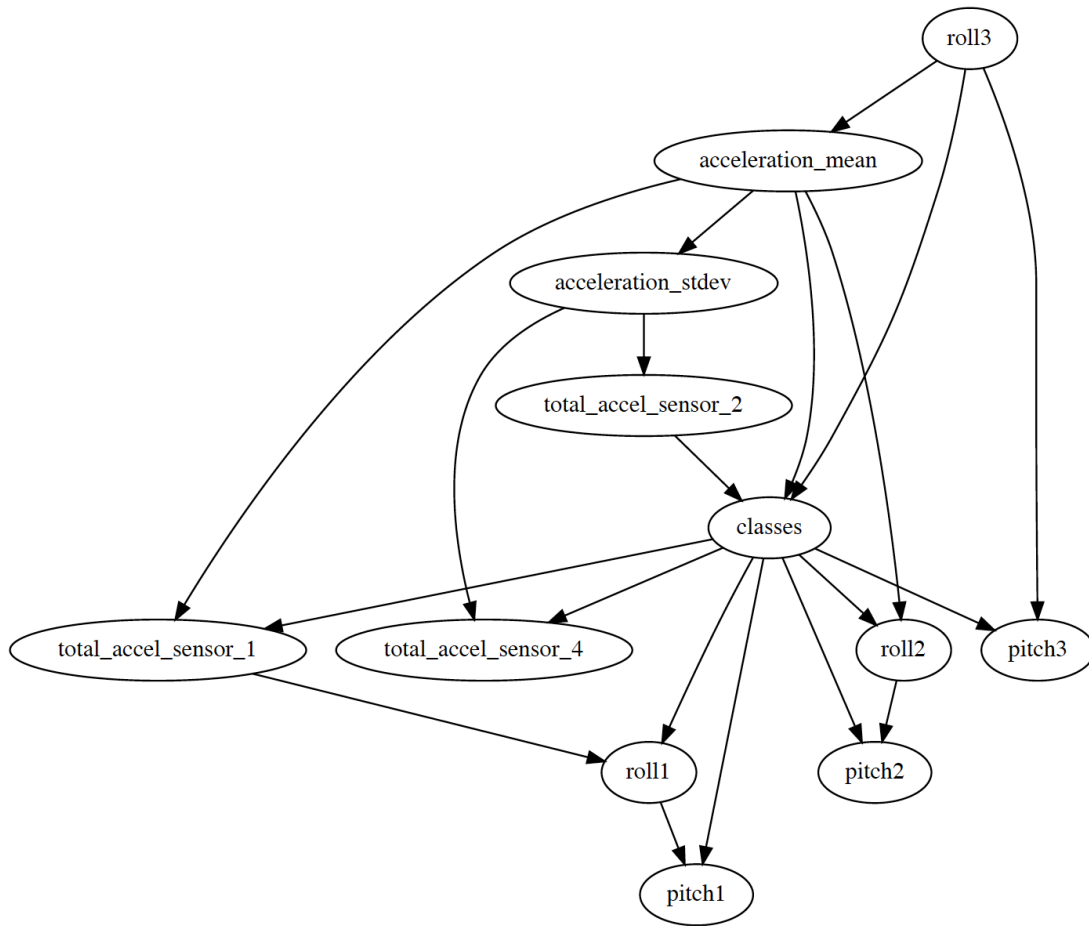 roll3
acceleration_mean
acceleration_stdev
total_accel_sensor_2
classes
total_accel_sensor_1
total_accel_sensor_4
roll2
pitch3
roll1
pitch2
pitch1